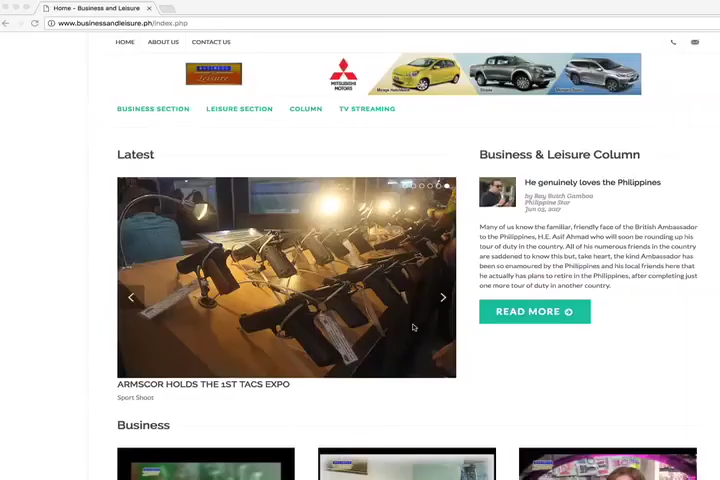 Home - Business and Leisure
www.businessandleisure.ph/index.php
HOME ABOUT US CONTACT US
BUSINESS
Leisure
MITSUBISHI
MOTORS
Mirage Hatchback
Strada
BUSINESS SECTION LEISURE SECTION COLUMN TV STREAMING
Latest
Business & Leisure Column
He genuinely loves the Philippines
by Ray Butch Gamboa
Philippine Star
Jun 03, 2017
Many of us know the familiar, friendly face of the British Ambassador
to the Philippines, H.E. Asif Ahmad who will soon be rounding up his
tour of duty in the country. All of his numerous friends in the country
are saddened to know this but, take heart, the kind Ambassador has
been so enamoured by the Philippines and his local friends here that
he actually has plans to retire in the Philippines, after completing just
one more tour of duty in another country.
READ MORE
ARMSCOR HOLDS THE 1ST TACS EXPO
Sport Shoot
Business